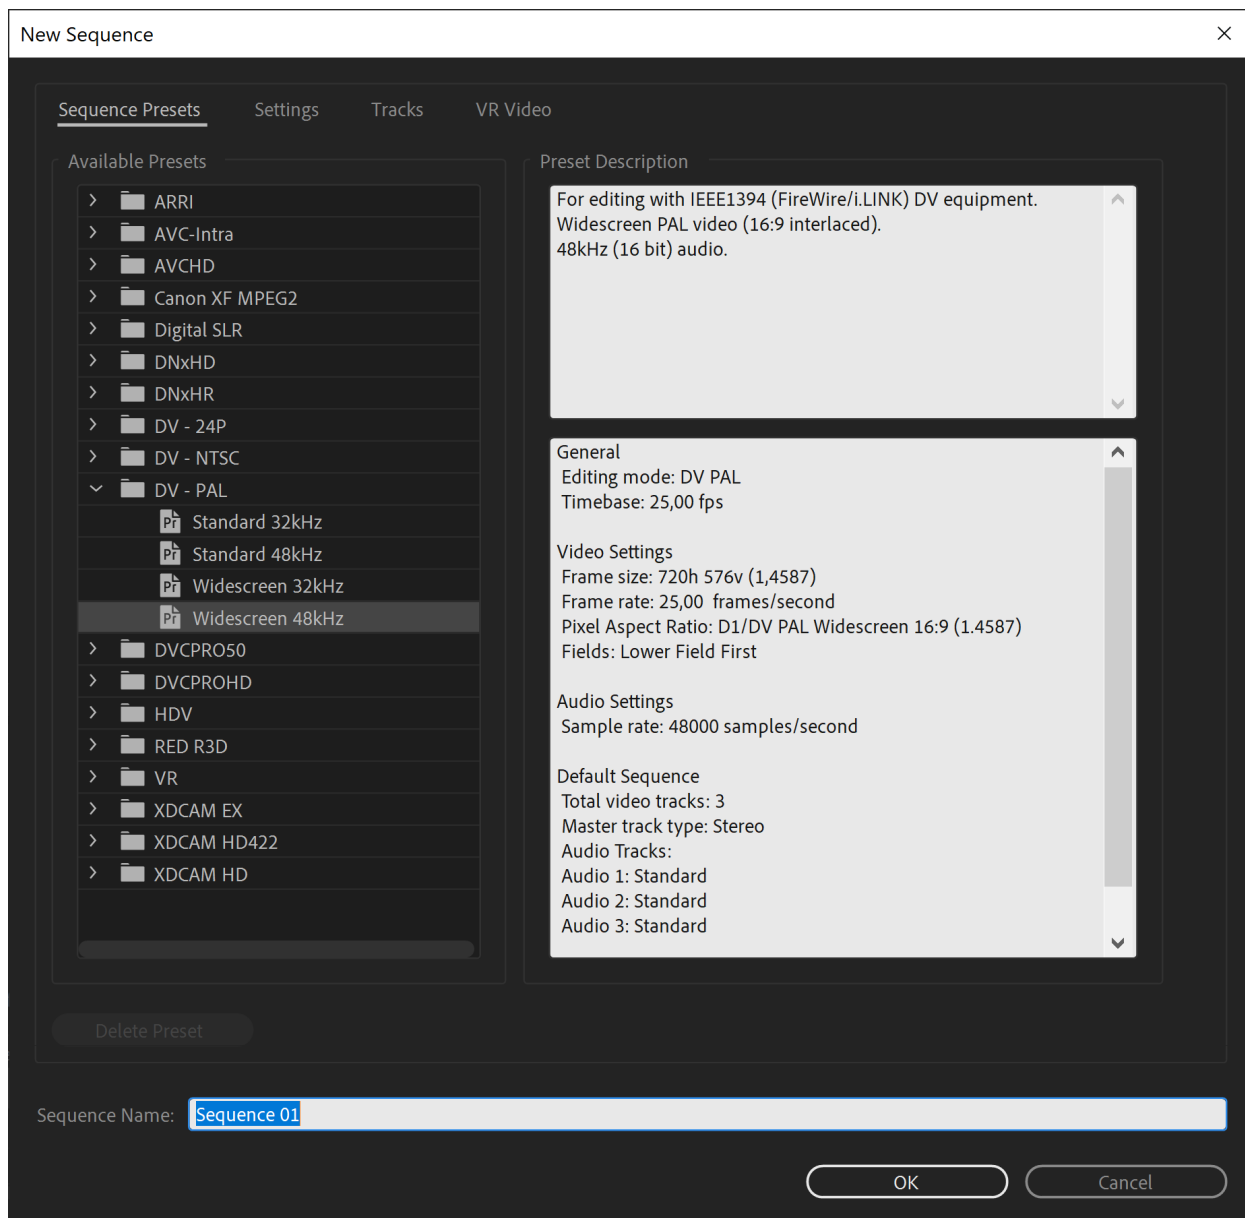 New Sequence
Sequence Presets
Settings
Tracks
VR Video
Available Presets
ARRI
AVC-Intra
AVCHD
Canon XF MPEG2
Digital SLR
DNxHD
DNxHR
DV - 24P
DV - NTSC
DV - PAL
Pr Standard 32kHz
Pr Standard 48kHz
Pr Widescreen 32kHz
Pr Widescreen 48kHz
DVCPRO50
DVCPROHD
HDV
RED R3D
VR
XDCAM EX
XDCAM HD422
XDCAM HD
Preset Description
For editing with IEEE1394 (FireWire/i.LINK) DV equipment.
Widescreen PAL video (16:9 interlaced).
48kHz (16 bit) audio.
General
Editing mode: DV PAL
Timebase: 25,00 fps
Video Settings
Frame size: 720h 576v (1,4587)
Frame rate: 25,00 frames/second
Pixel Aspect Ratio: D1/DV PAL Widescreen 16:9 (1.4587)
Fields: Lower Field First
Audio Settings
Sample rate: 48000 samples/second
Default Sequence
Total video tracks: 3
Master track type: Stereo
Audio Tracks:
Audio 1: Standard
Audio 2: Standard
Audio 3: Standard
Delete Preset
Sequence Name: Sequence 01
OK
Cancel